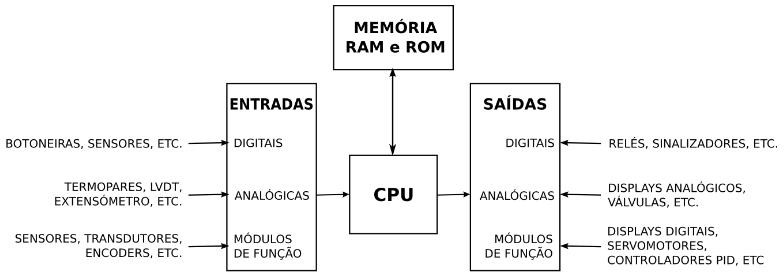 MEMÓRIA
RAM e ROM
ENTRADAS
SAÍDAS
BOTONEIRAS, SENSORES, ETC.
DIGITAIS
DIGITAIS
RELÉS, SINALIZADORES, ETC.
TERMOPARES, LVDT,
EXTENSÓMETRO, ETC.
ANALÓGICAS
CPU
ANALÓGICAS
DISPLAYS ANALÓGICOS,
VÁLVULAS, ETC.
SENSORES, TRANSDUTORES,
ENCODERS, ETC.
MÓDULOS
DE FUNÇÃO
MÓDULOS
DE FUNÇÃO
DISPLAYS DIGITAIS,
SERVOMOTORES,
CONTROLADORES PID, ETC